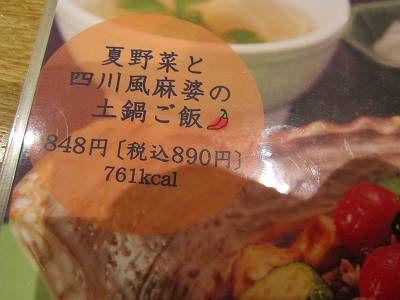 夏野菜と
四川風麻婆の
土鍋ご飯
848円〔税込890円〕
761kcal